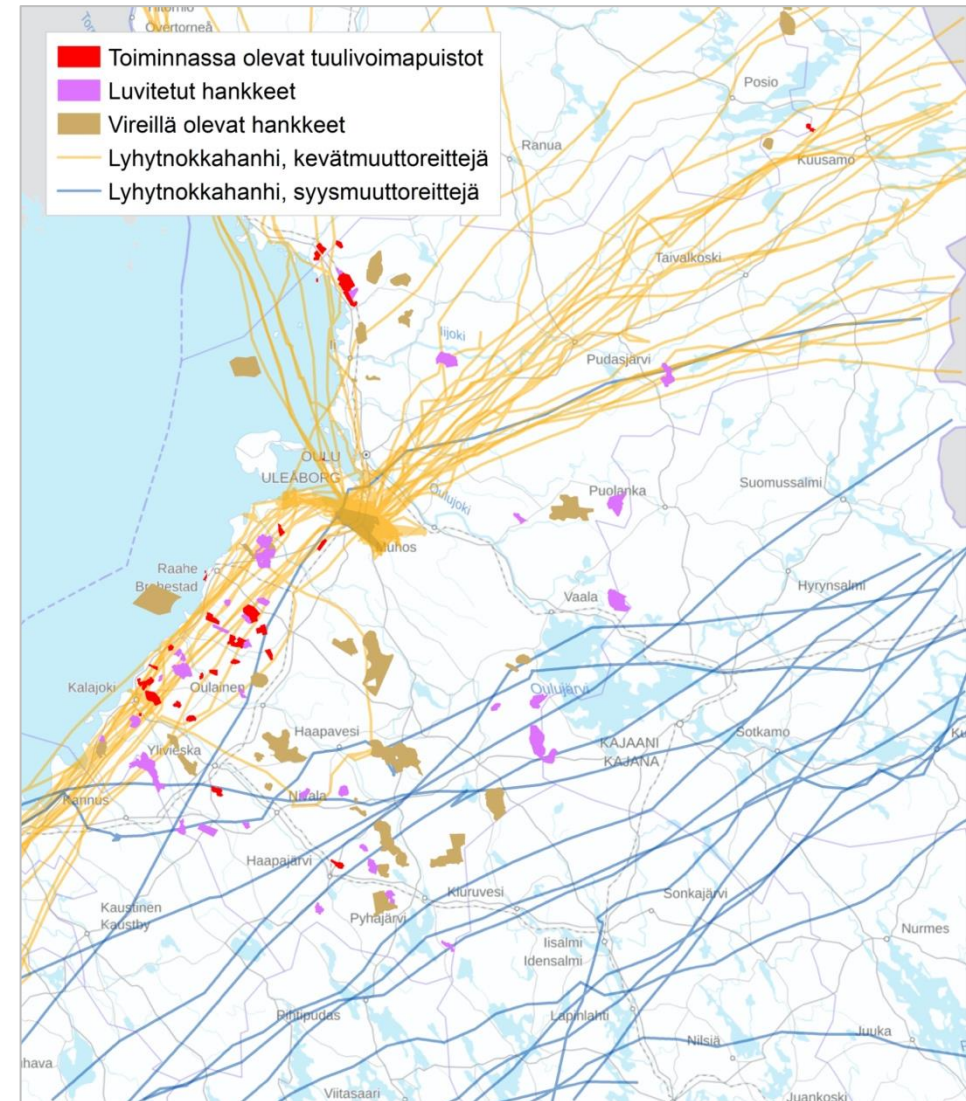 Övertorneå
Toiminnassa olevat tuulivoimapuistot
Luvitetut hankkeet
Vireillä olevat hankkeet
Lyhytnokkahanhi, kevätmuuttoreittejä
Lyhytnokkahanhi, syysmuuttoreittejä
Posio
Ranua
Kuusamo
Taivalkoski
Iijoki
Ii
Pudasjärvi
OULU
ULEÅBORG
Oulujoki
Puolanka
Suomussalmi
Muhos
Raahe
Brahestad
Vaala
Hyrynsalmi
Kalajoki
Oulainen
Oulujärvi
Haapavesi
KAJAANI
KAJANA
Sotkamo
Ylivieska
Kannus
Nivala
Haapajärvi
Kiuruvesi
Sonkajärvi
Kaustinen
Kaustby
Pyhäjärvi
Iisalmi
Idensalmi
Nurmes
Pihtipudas
Lapinlahti
Nilsiä
Juuka
Viitasaari
Juankoski